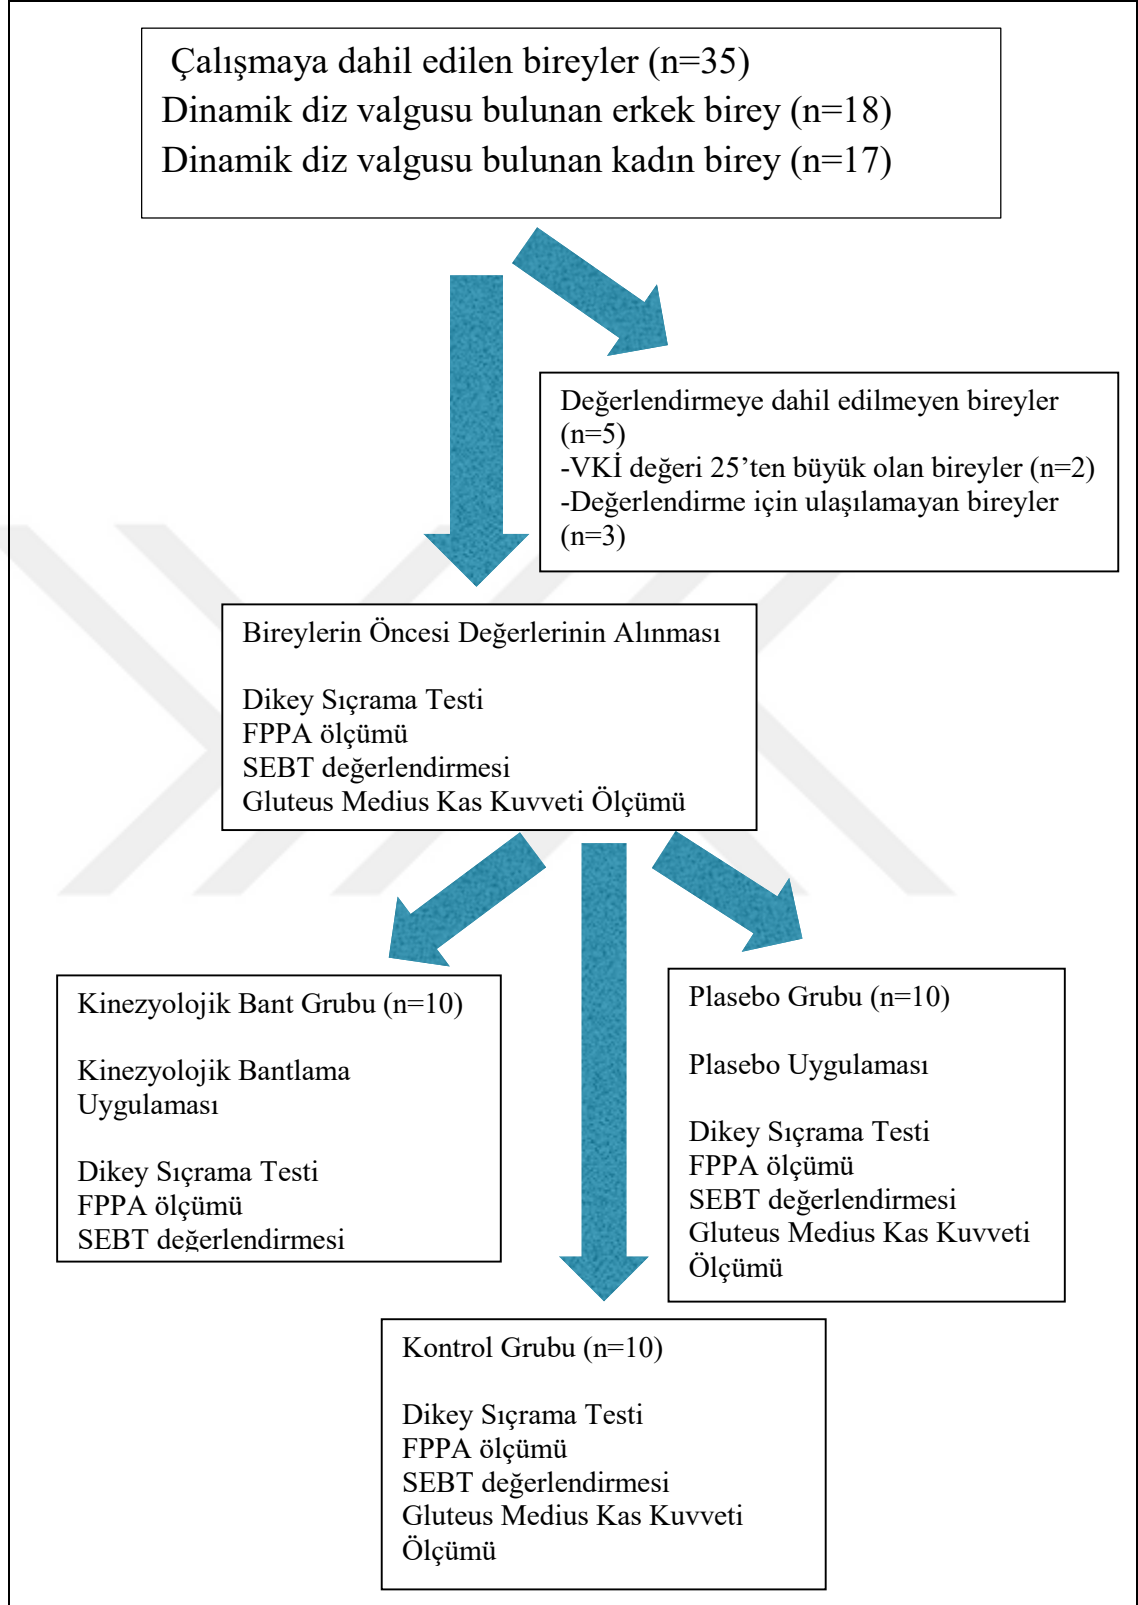 Çalışmaya dahil edilen bireyler (n=35)
Dinamik diz valgusu bulunan erkek birey (n=18)
Dinamik diz valgusu bulunan kadın birey (n=17)
Değerlendirmeye dahil edilmeyen bireyler
(n=5)
-VKİ değeri 25’ten büyük olan bireyler (n=2)
-Değerlendirme için ulaşılamayan bireyler
(n=3)
Bireylerin Öncesi Değerlerinin Alınması
Dikey Sıçrama Testi
FPPA ölçümü
SEBT değerlendirmesi
Gluteus Medius Kas Kuvveti Ölçümü
Kinezyolojik Bant Grubu (n=10)
Kinezyolojik Bantlama
Uygulaması
Dikey Sıçrama Testi
FPPA ölçümü
SEBT değerlendirmesi
Plasebo Grubu (n=10)
Plasebo Uygulaması
Dikey Sıçrama Testi
FPPA ölçümü
SEBT değerlendirmesi
Gluteus Medius Kas Kuvveti
Ölçümü
Kontrol Grubu (n=10)
Dikey Sıçrama Testi
FPPA ölçümü
SEBT değerlendirmesi
Gluteus Medius Kas Kuvveti
Ölçümü